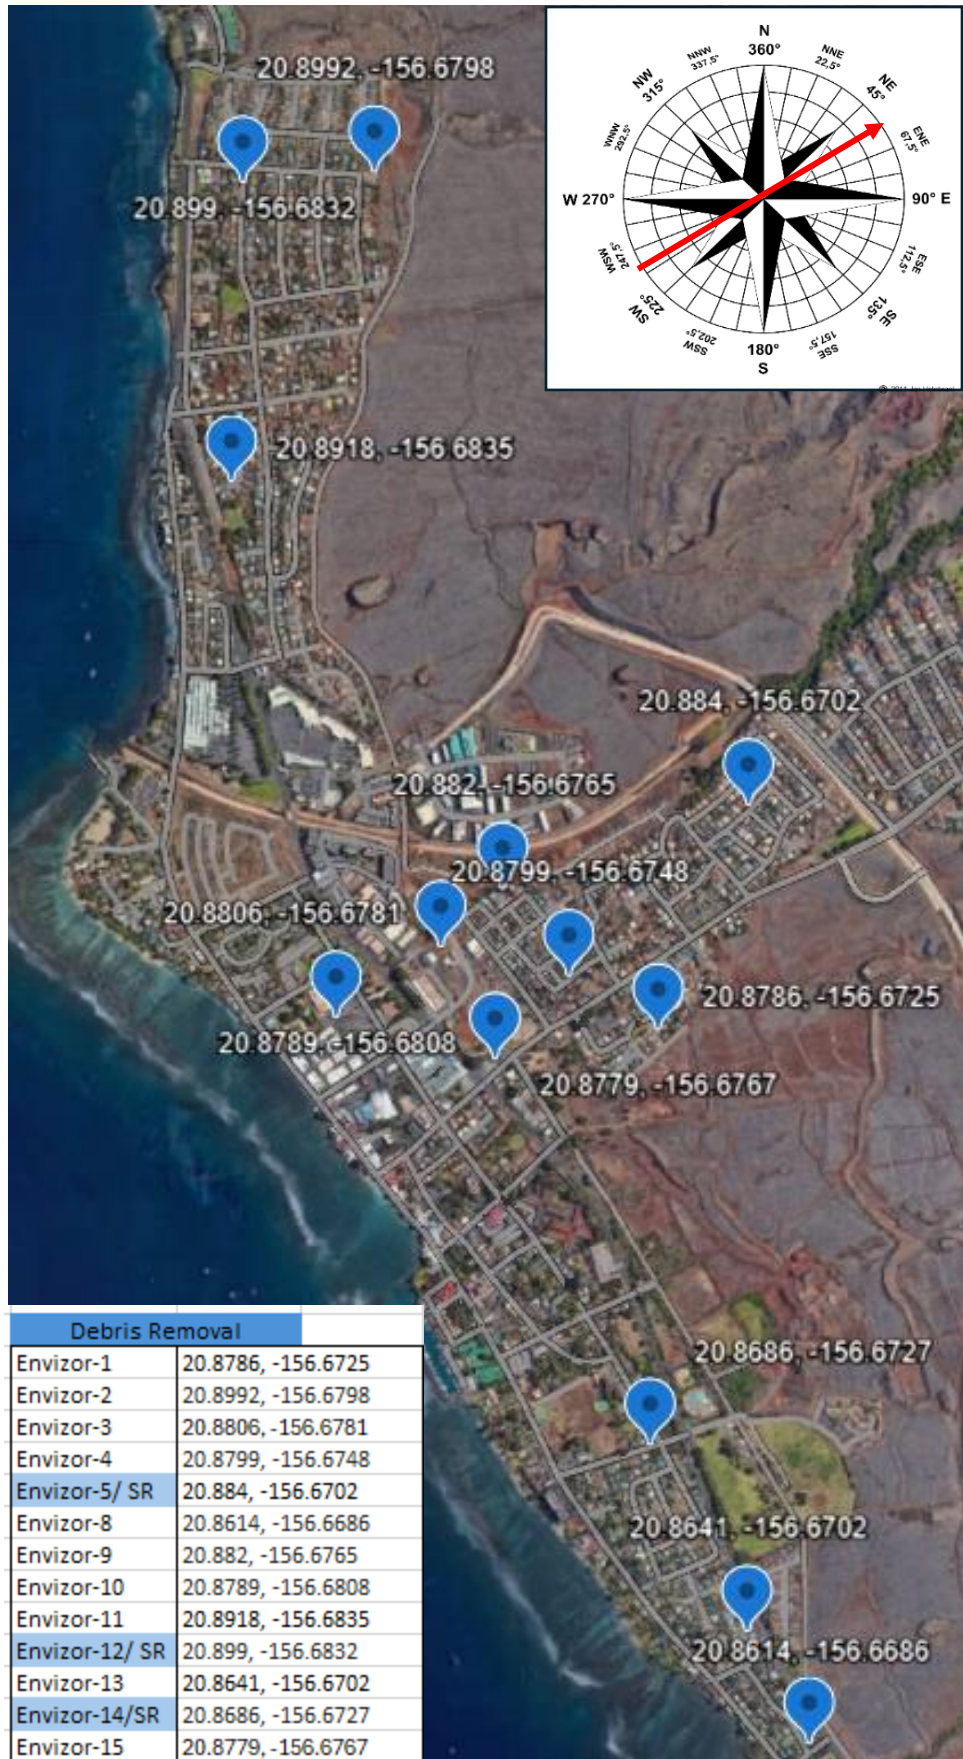 20.8992, -156.6798
20.899, -156.6832
N
360°
NNE
22,5°
NE
45°
ENE
67,5°
90° E
ESE
112,5°
SE
135°
SSE
157,5°
180°
S
SSW
202,5°
SW
225°
WSW
247,5°
W 270°
WNW
292,5°
NW
315°
NNW
337,5°
20.8918, -156.6835
20.884, -156.6702
20.882, -156.6765
20.8799, -156.6748
20.8806, -156.6781
20.8786, -156.6725
20.8789, -156.6808
20.8779, -156.6767
20.8686, -156.6727
20.8641, -156.6702
20.8614, -156.6686
Debris Removal
Envizor-1 20.8786, -156.6725
Envizor-2 20.8992, -156.6798
Envizor-3 20.8806, -156.6781
Envizor-4 20.8799, -156.6748
Envizor-5/ SR 20.884, -156.6702
Envizor-8 20.8614, -156.6686
Envizor-9 20.882, -156.6765
Envizor-10 20.8789, -156.6808
Envizor-11 20.8918, -156.6835
Envizor-12/ SR 20.899, -156.6832
Envizor-13 20.8641, -156.6702
Envizor-14/SR 20.8686, -156.6727
Envizor-15 20.8779, -156.6767